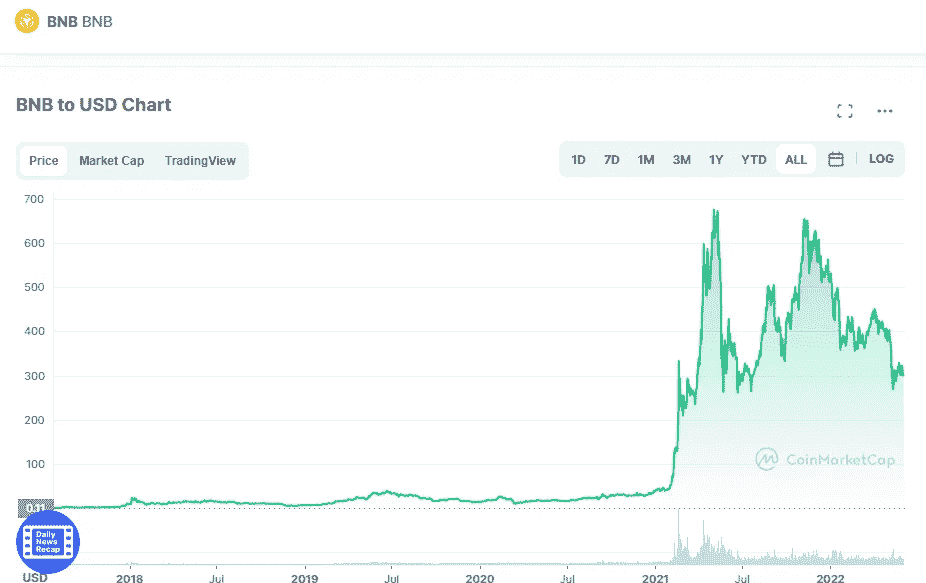 BNB BNB
BNB to USD Chart
Price Market Cap TradingView
1D 7D 1M 3M 1Y YTD ALL LOG
700
600
500
400
300
200
100
CoinMarketCap
Daily
News
Recap
USD 2018 Jul 2019 Jul 2020 Jul 2021 Jul 2022